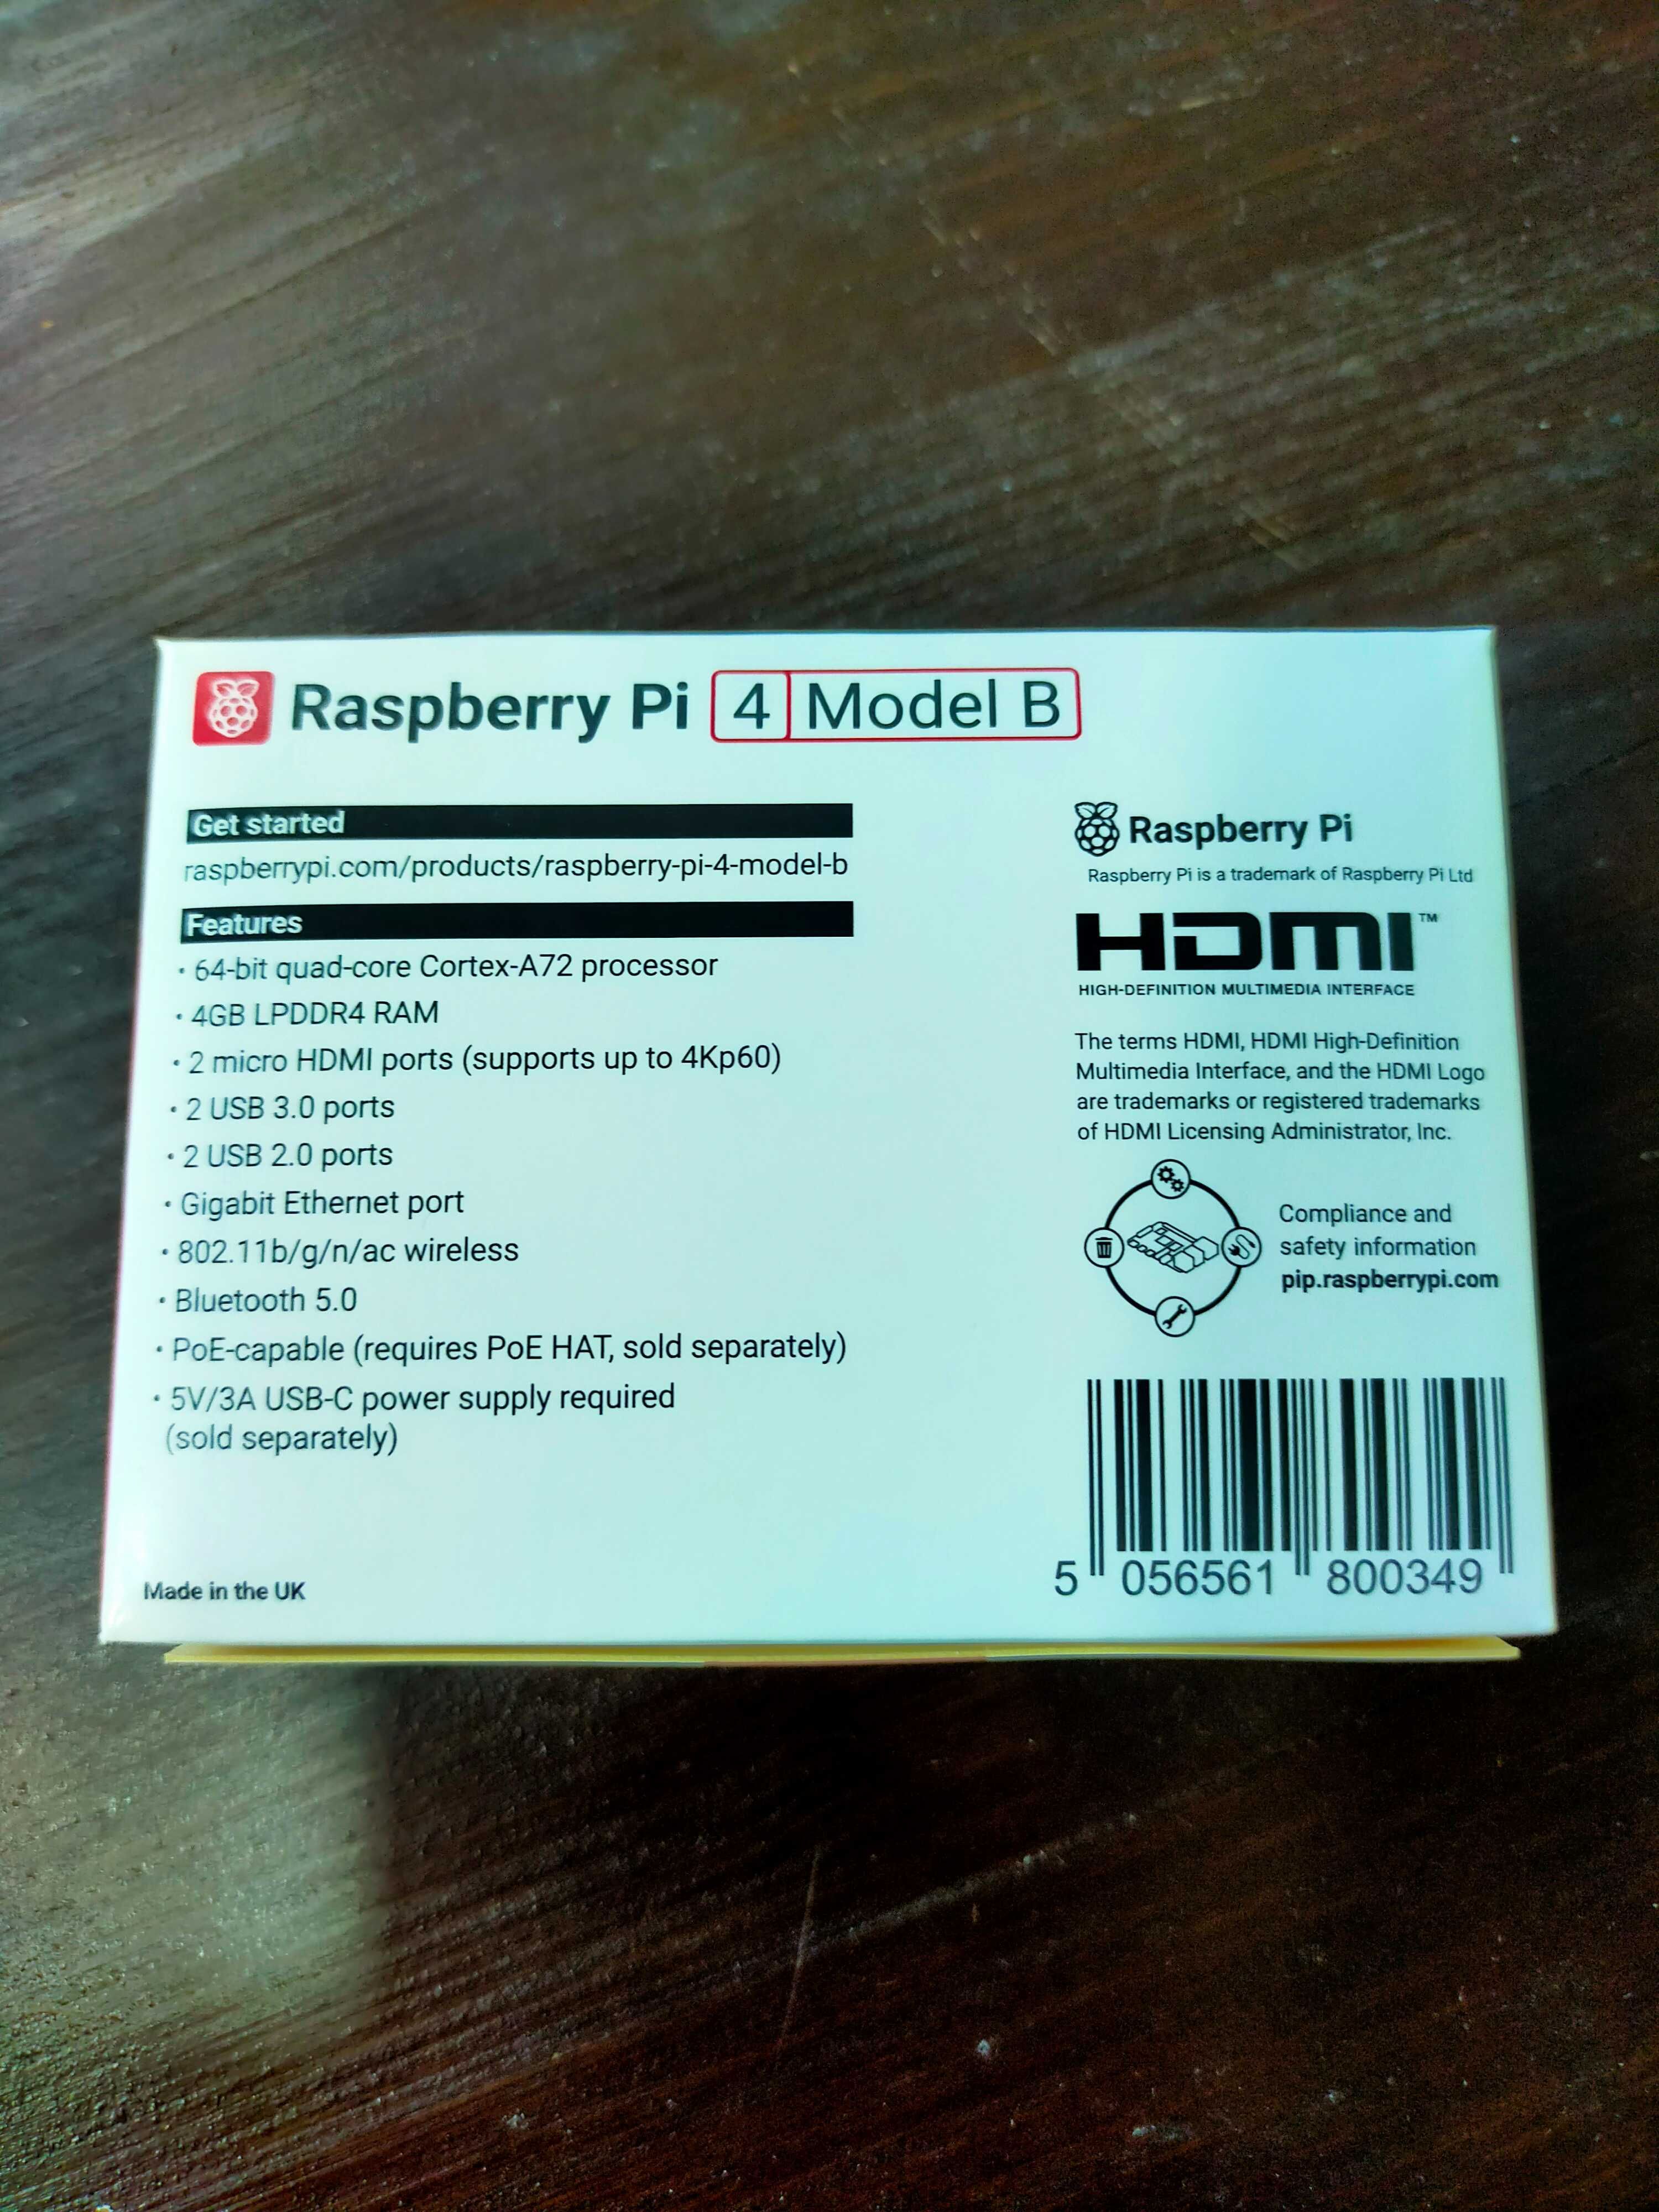 Raspberry Pi 4 Model B
Get started
raspberrypi.com/products/raspberry-pi-4-model-b
Features
· 64-bit quad-core Cortex-A72 processor
· 4GB LPDDR4 RAM
· 2 micro HDMI ports (supports up to 4Kp60)
· 2 USB 3.0 ports
· 2 USB 2.0 ports
· Gigabit Ethernet port
· 802.11b/g/n/ac wireless
· Bluetooth 5.0
· PoE-capable (requires PoE HAT, sold separately)
· 5V/3A USB-C power supply required
(sold separately)
Made in the UK
Raspberry Pi
Raspberry Pi is a trademark of Raspberry Pi Ltd
HDMI™
HIGH-DEFINITION MULTIMEDIA INTERFACE
The terms HDMI, HDMI High-Definition
Multimedia Interface, and the HDMI Logo
are trademarks or registered trademarks
of HDMI Licensing Administrator, Inc.
Compliance and
safety information
pip.raspberrypi.com
5 056561 800349